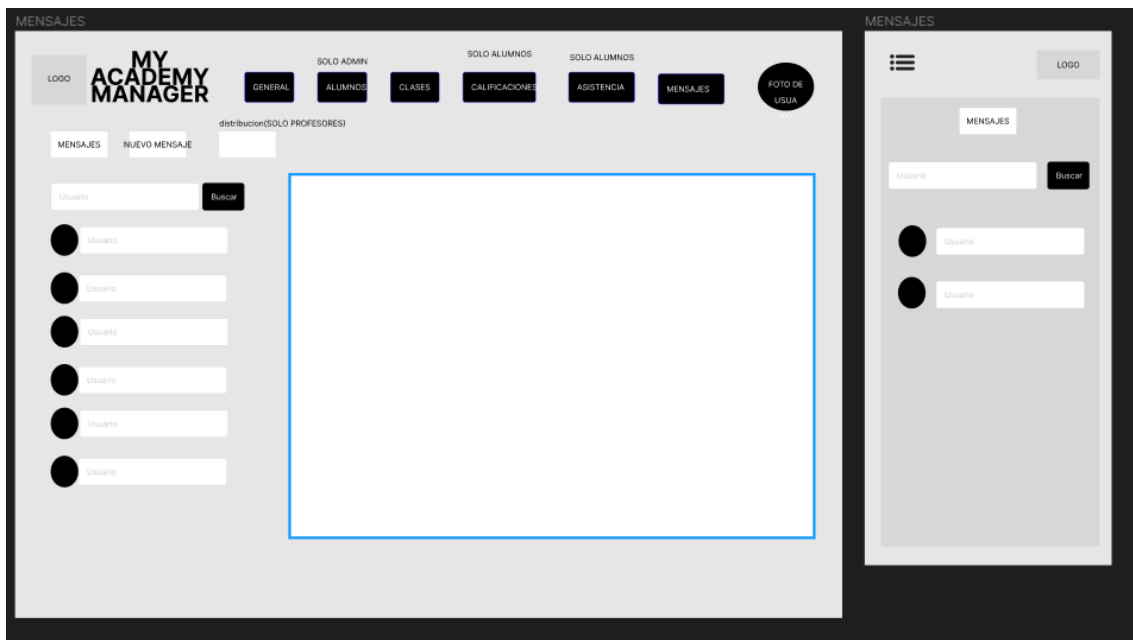 MENSAJES
LOGO
MY
ACADEMY
MANAGER
SOLO ADMIN
SOLO ALUMNOS
SOLO ALUMNOS
GENERAL
ALUMNOS
CLASES
CALIFICACIONES
ASISTENCIA
MENSAJES
FOTO DE
USUA
RIO
distribucion(SOLO PROFESORES)
MENSAJES
NUEVO MENSAJE
Usuario
Buscar
Usuario
Usuario
Usuario
Usuario
Usuario
Usuario
MENSAJES
LOGO
MENSAJES
Usuario
Buscar
Usuario
Usuario